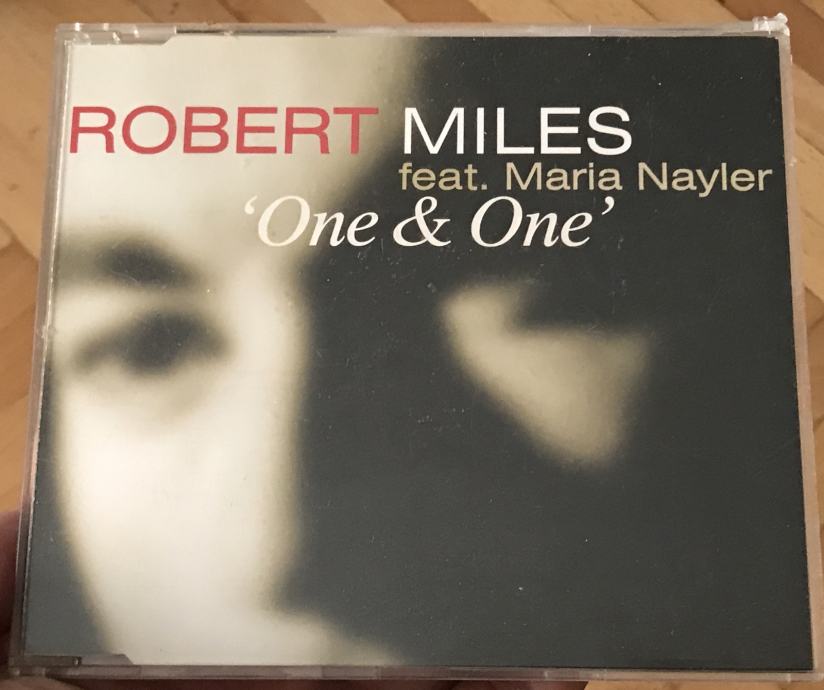 ROBERT MILES
feat. Maria Nayler
‘One & One’